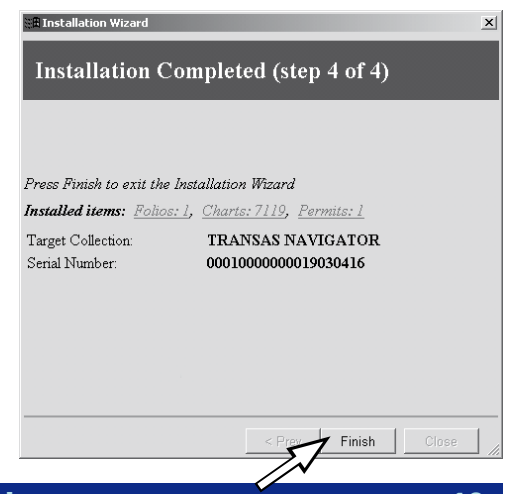 Installation Wizard
Installation Completed (step 4 of 4)
Press Finish to exit the Installation Wizard
Installed items: Folios: 1, Charts: 7119, Permits: 1
Target Collection: TRANSAS NAVIGATOR
Serial Number: 00010000000019030416
< Prev Finish Close